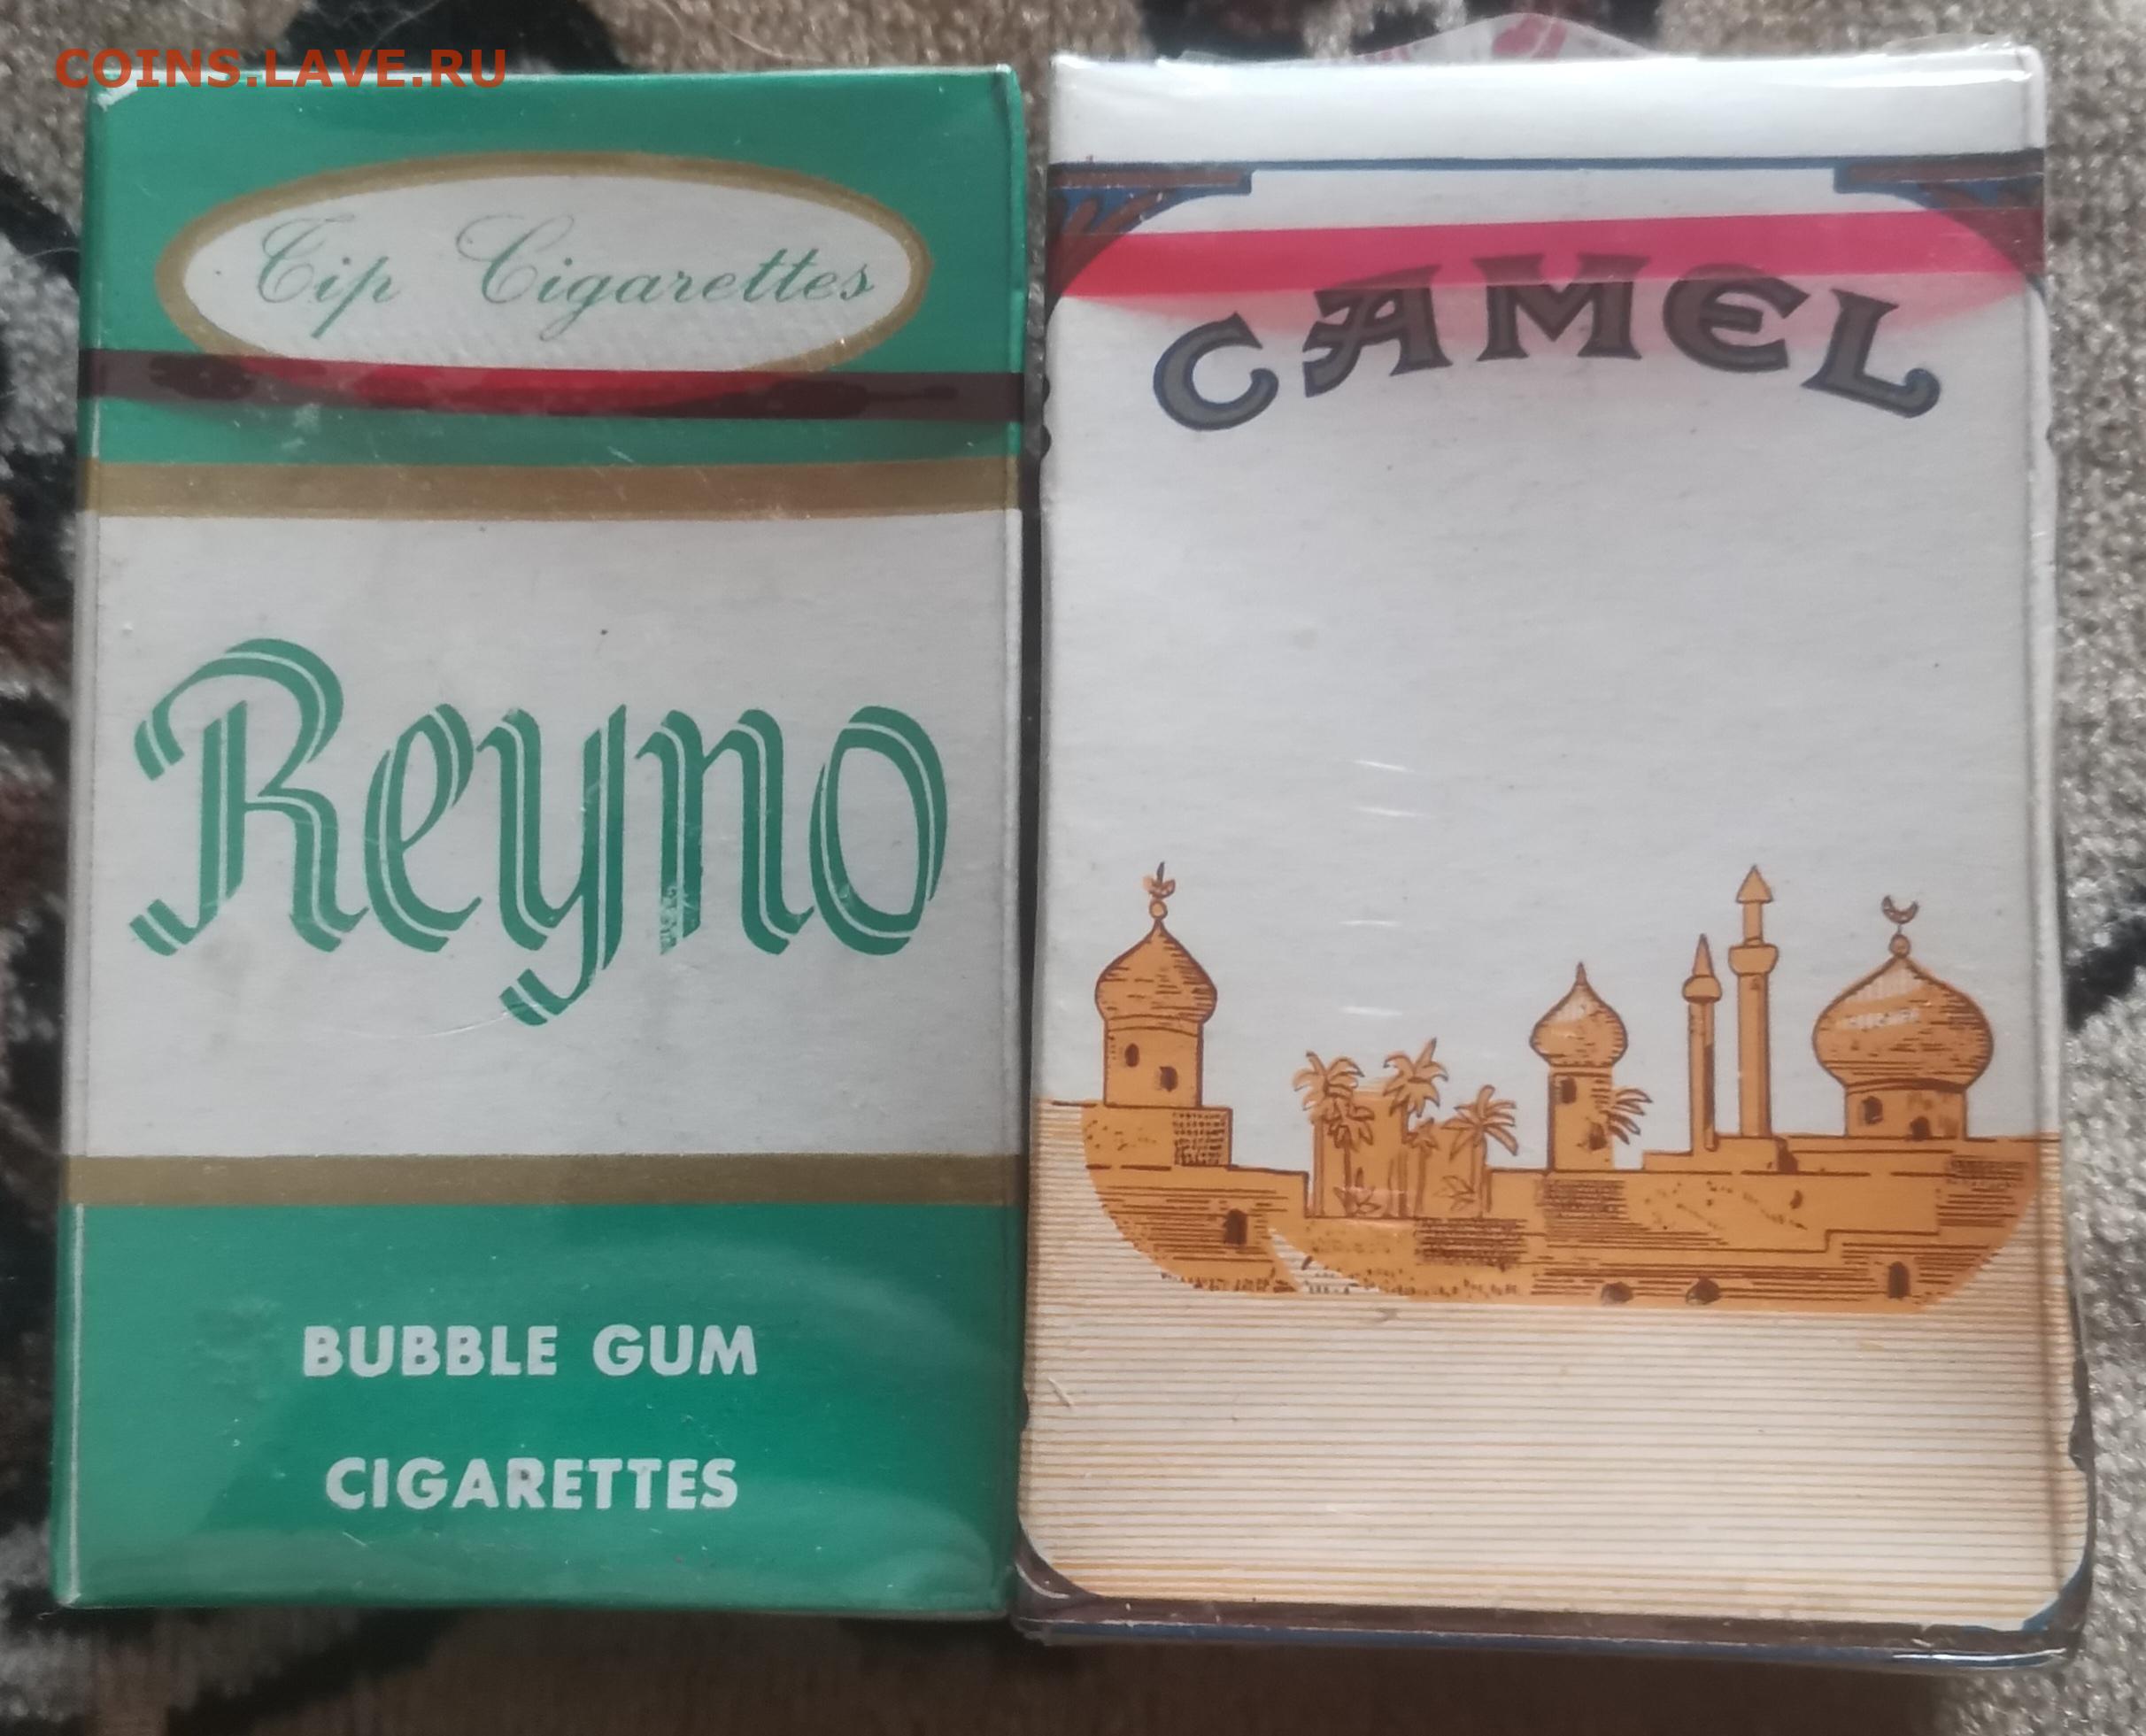 COINS.LAVE.RU
Tip Cigarettes
Reyno
BUBBLE GUM
CIGARETTES
CAMEL